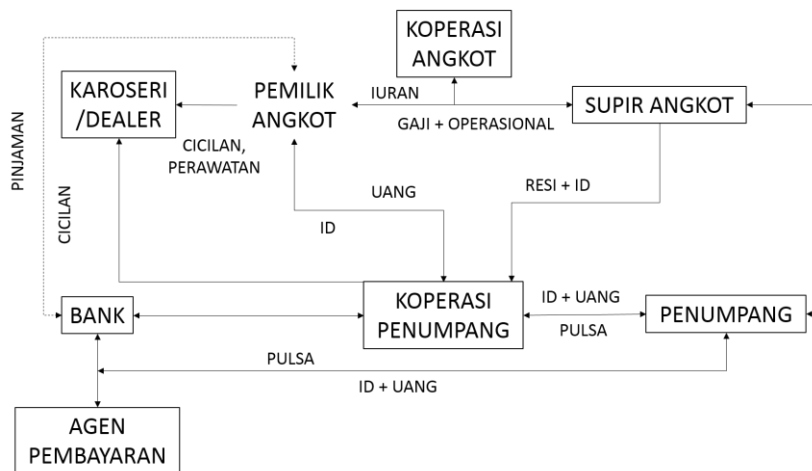 KOPERASI
ANGKOT
KAROSERI
/DEALER
PEMILIK
ANGKOT
IURAN
GAJI + OPERASIONAL
SUPIR ANGKOT
CICILAN,
PERAWATAN
PINJAMAN
CICILAN
UANG
ID
RESI + ID
BANK
KOPERASI
PENUMPANG
ID + UANG
PULSA
PENUMPANG
PULSA
ID + UANG
AGEN
PEMBAYARAN